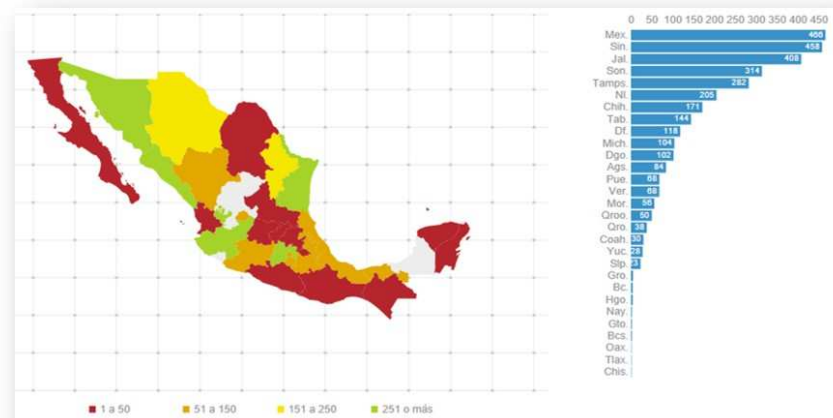 0 50 100 150 200 250 300 350 400 450
Mex. 466
Sin. 458
Jal. 408
Son. 314
Tamps. 282
Nl. 205
Chih. 171
Tab. 144
Df. 118
Mich. 104
Dgo. 102
Ags. 84
Pue. 68
Ver. 68
Mor. 56
Qroo. 50
Qro. 38
Coah. 30
Yuc. 28
Slp. 23
Gro.
Bc.
Hgo.
Nay.
Gto.
Bcs.
Oax.
Tlax.
Chis.
1 a 50 51 a 150 151 a 250 251 o más